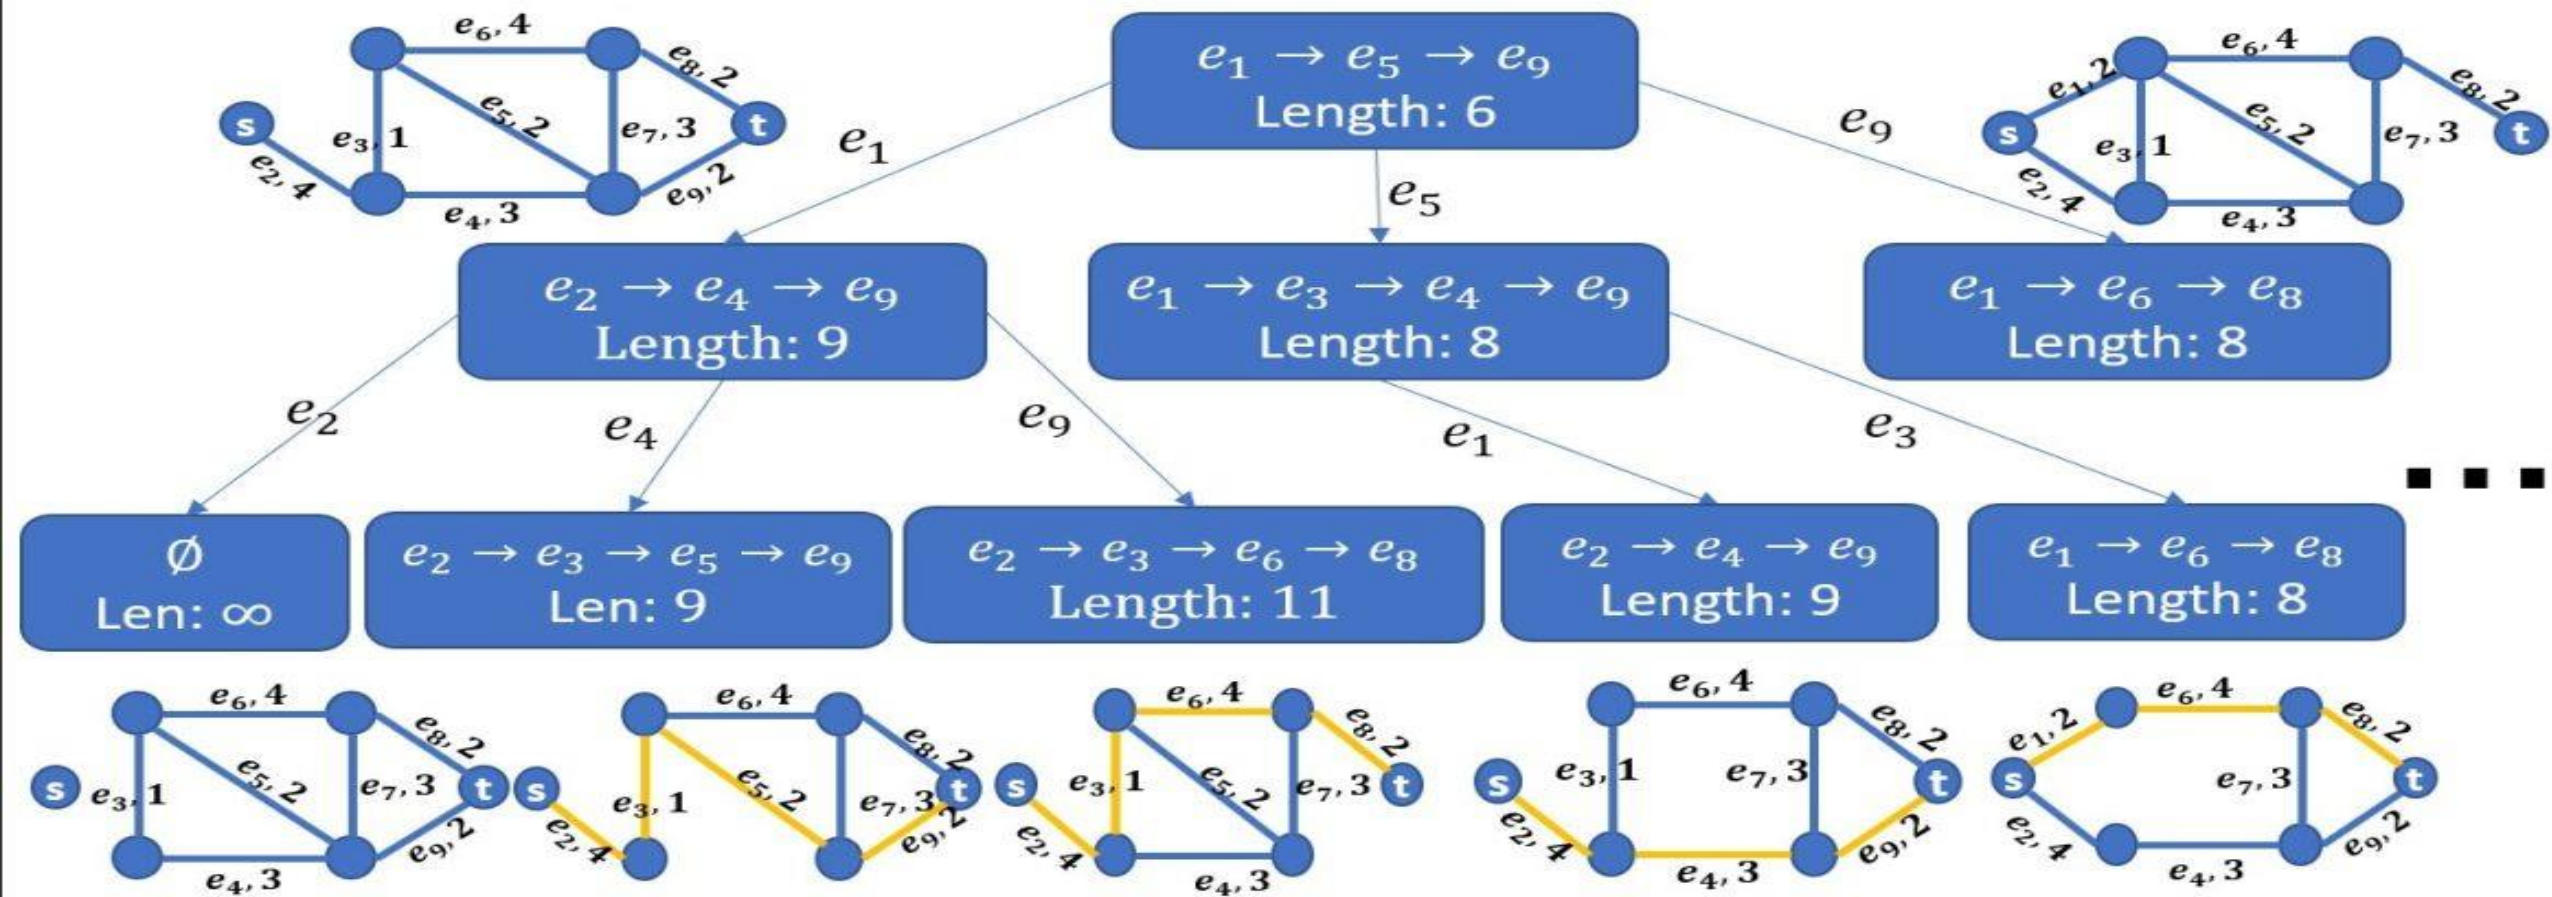 e₆, 4
e₈, 2
s
e₃, 1
e₅, 2
e₇, 3
t
e₂, 4
e₄, 3
e₉, 2
e₁ → e₅ → e₉
Length: 6
e₆, 4
e₁, 2
e₈, 2
s
e₃, 1
e₅, 2
e₇, 3
t
e₂, 4
e₄, 3
e₁
e₅
e₉
e₂ → e₄ → e₉
Length: 9
e₁ → e₃ → e₄ → e₉
Length: 8
e₁ → e₆ → e₈
Length: 8
e₂
e₄
e₉
e₁
e₃
...
∅
Len: ∞
e₂ → e₃ → e₅ → e₉
Len: 9
e₂ → e₃ → e₆ → e₈
Length: 11
e₂ → e₄ → e₉
Length: 9
e₁ → e₆ → e₈
Length: 8
e₆, 4
e₈, 2
s
e₃, 1
e₅, 2
e₇, 3
t
e₄, 3
e₉, 2
e₆, 4
e₈, 2
s
e₃, 1
e₅, 2
e₇, 3
t
e₂, 4
e₉, 2
e₆, 4
e₈, 2
s
e₃, 1
e₅, 2
e₇, 3
t
e₂, 4
e₄, 3
e₆, 4
e₈, 2
s
e₃, 1
e₇, 3
t
e₂, 4
e₄, 3
e₉, 2
e₆, 4
e₁, 2
e₈, 2
s
e₇, 3
t
e₂, 4
e₄, 3
e₉, 2